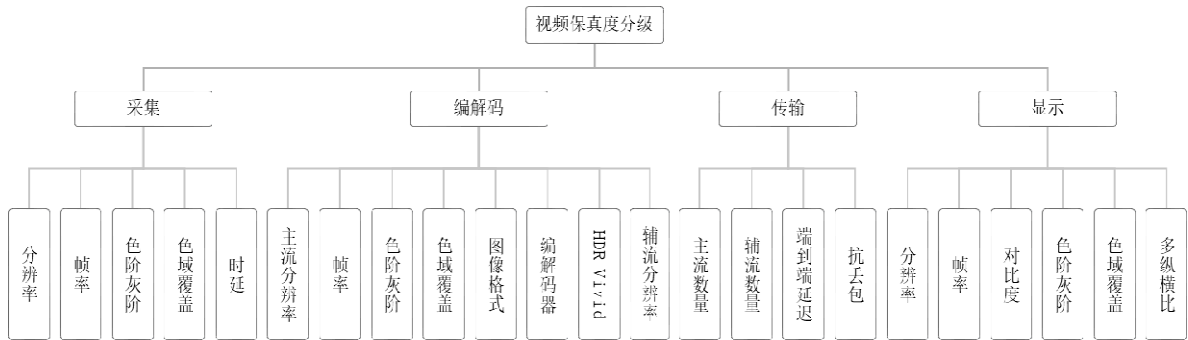 视频保真度分级
采集
编解码
传输
显示
分辨率
帧率
色阶灰阶
色域覆盖
时延
主流分辨率
帧率
色阶灰阶
色域覆盖
图像格式
编解码器
HDR Vivid
辅流分辨率
主流数量
辅流数量
端到端延迟
抗丢包
分辨率
帧率
对比度
色阶灰阶
色域覆盖
多纵横比